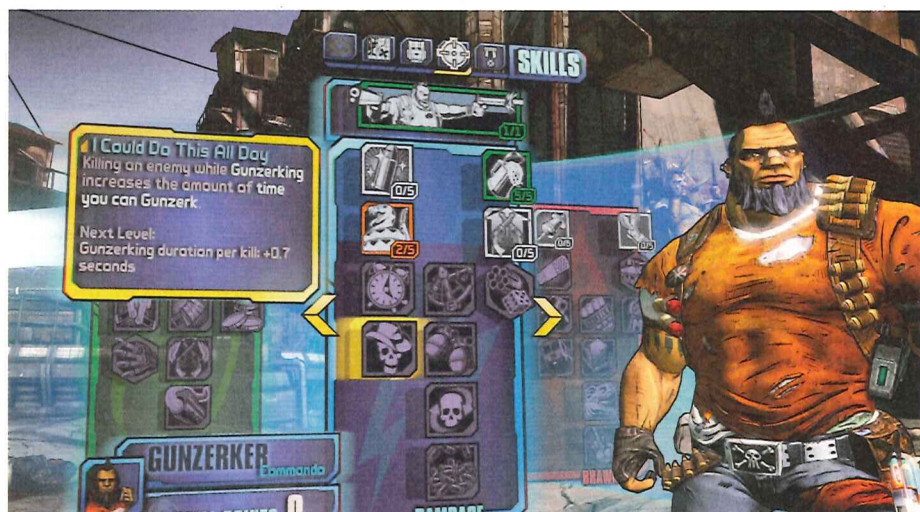 SKILLS
1/1
I Could Do This All Day
Killing an enemy while Gunzerking
increases the amount of time
you can Gunzerk.
Next Level:
Gunzerking duration per kill: +0.7
seconds
0/5
5/5
2/5
0/5
0/5
0/5
GUNZERKER
Commando
0
RAMPAGE